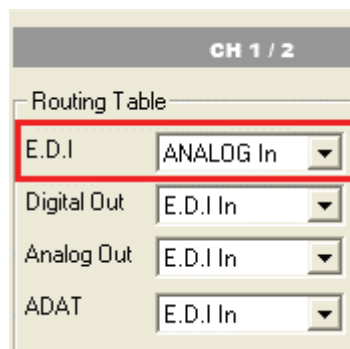 CH 1 / 2
Routing Table
E.D.I ANALOG In
Digital Out E.D.I In
Analog Out E.D.I In
ADAT E.D.I In